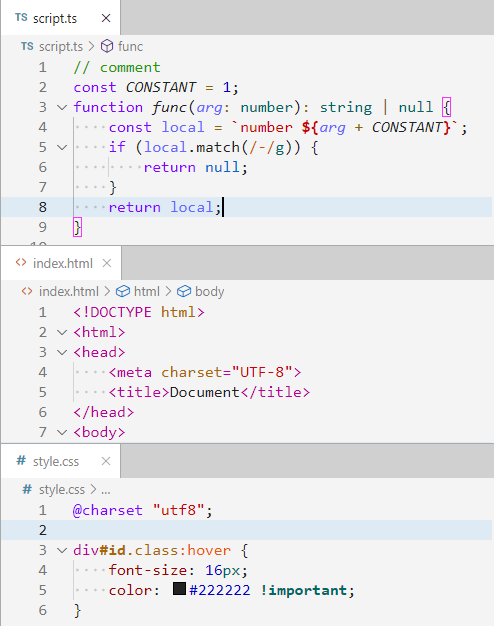 TS script.ts ×
TS script.ts > func
1 // comment
2 const CONSTANT = 1;
3 function func(arg: number): string | null {
4 ····const local = `number ${arg + CONSTANT}`;
5 ····if (local.match(/-/g)) {
6 ········return null;
7 ····}
8 ····return local;
9 }
<> index.html ×
<> index.html > html > body
1 <!DOCTYPE html>
2 <html>
3 <head>
4 ····<meta charset="UTF-8">
5 ····<title>Document</title>
6 </head>
7 <body>
# style.css ×
# style.css > ...
1 @charset "utf8";
2
3 div#id.class:hover {
4 ····font-size: 16px;
5 ····color: #222222 !important;
6 }